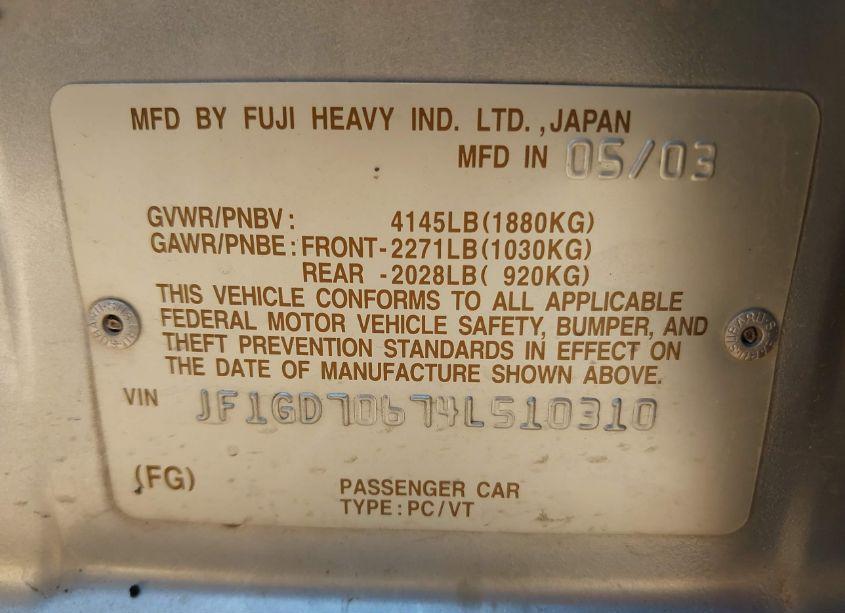 MFD BY FUJI HEAVY IND. LTD.,JAPAN
MFD IN 05/03
GVWR/PNBV: 4145LB(1880KG)
GAWR/PNBE: FRONT-2271LB(1030KG)
REAR -2028LB( 920KG)
THIS VEHICLE CONFORMS TO ALL APPLICABLE
FEDERAL MOTOR VEHICLE SAFETY, BUMPER, AND
THEFT PREVENTION STANDARDS IN EFFECT ON
THE DATE OF MANUFACTURE SHOWN ABOVE.
VIN JF1GD70674L510310
(FG)
PASSENGER CAR
TYPE:PC/VT